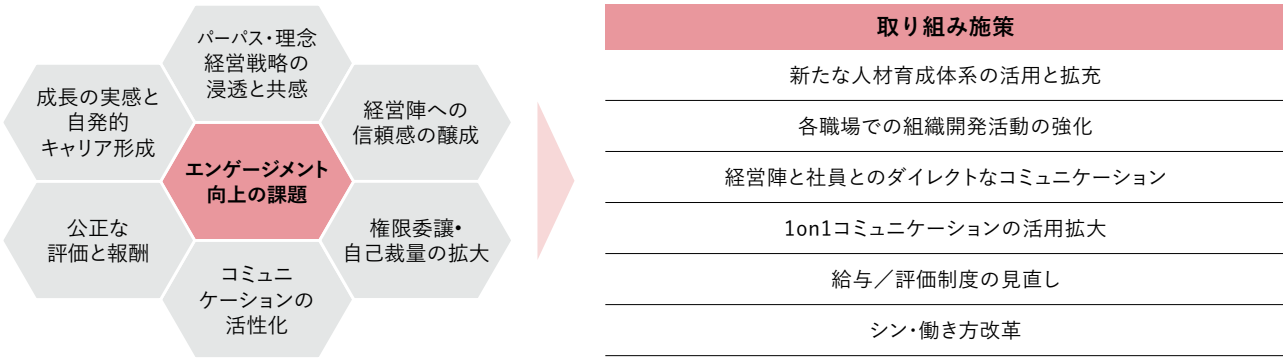 パーパス・理念
経営戦略の
浸透と共感
経営陣への
信頼感の醸成
権限委譲・
自己裁量の拡大
コミュニ
ケーションの
活性化
公正な
評価と報酬
成長の実感と
自発的
キャリア形成
エンゲージメント
向上の課題
取り組み施策
新たな人材育成体系の活用と拡充
各職場での組織開発活動の強化
経営陣と社員とのダイレクトなコミュニケーション
1on1コミュニケーションの活用拡大
給与／評価制度の見直し
シン・働き方改革